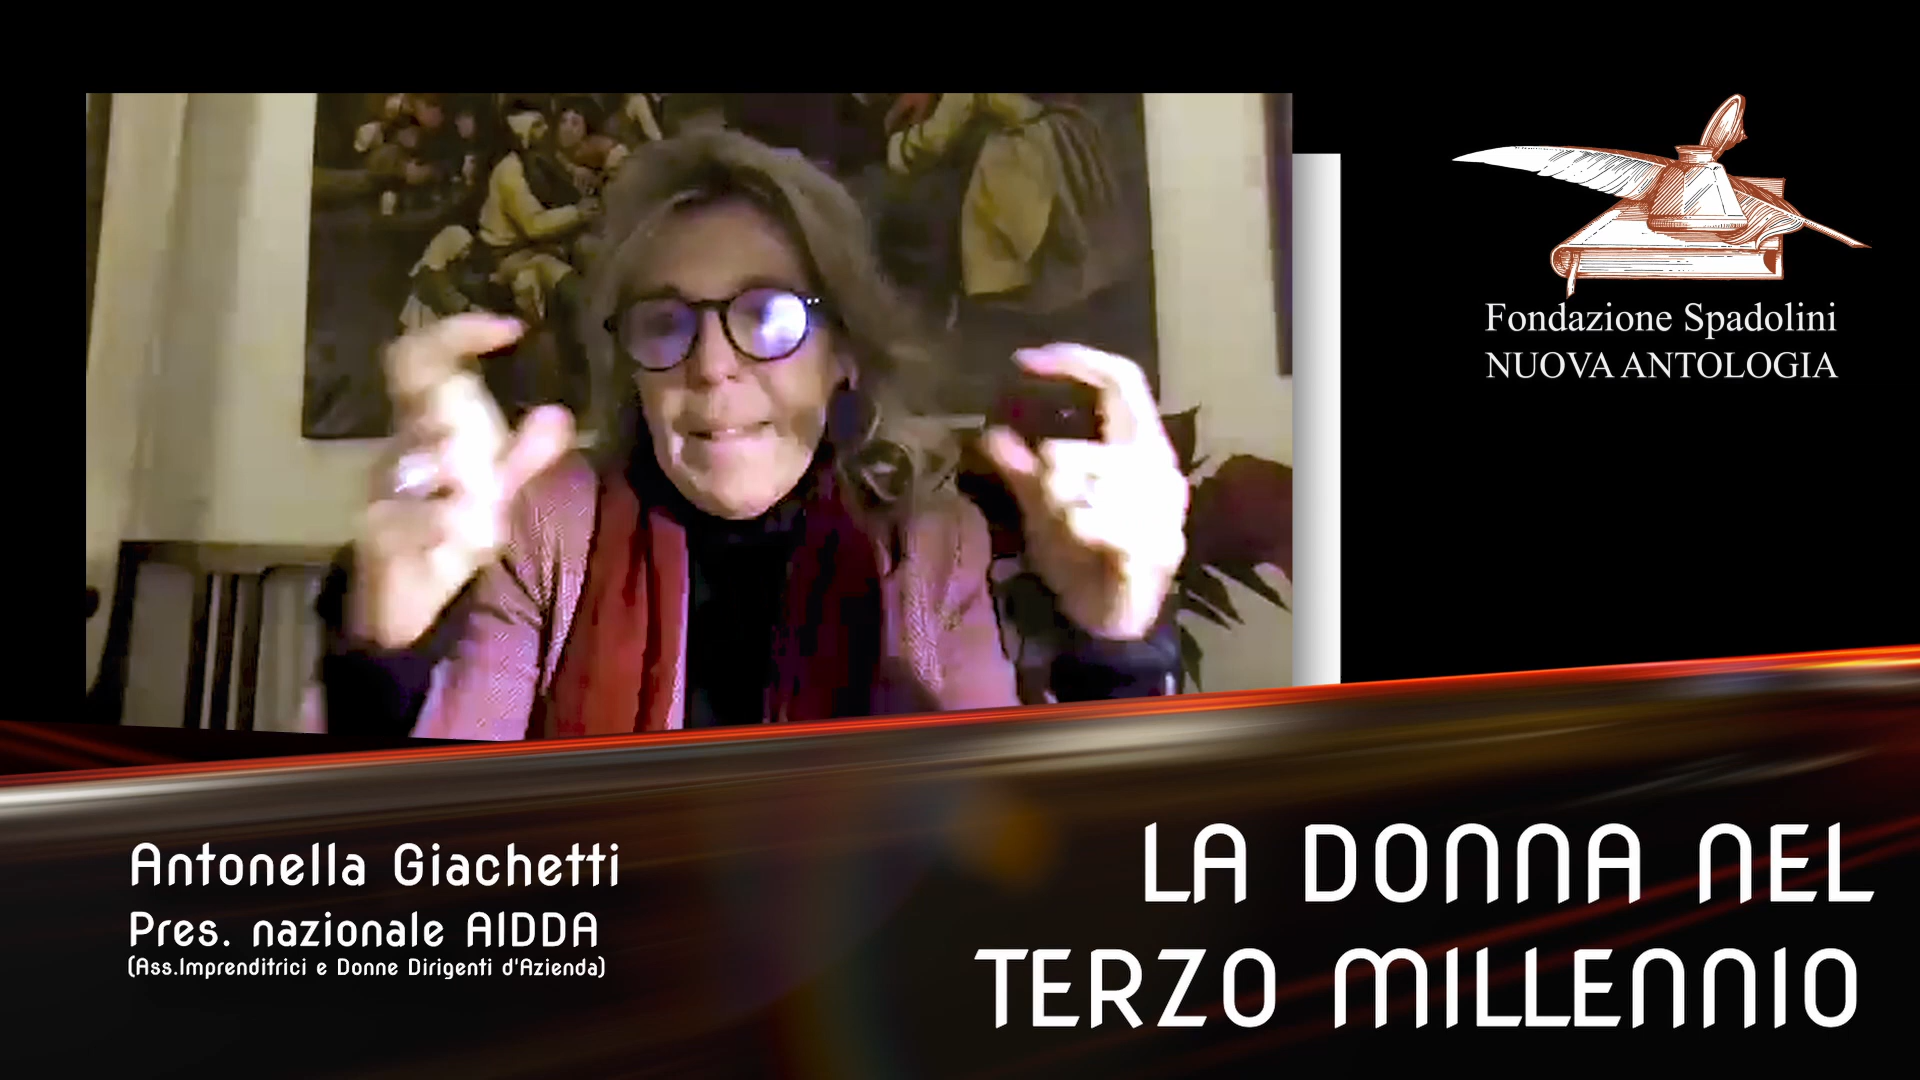 Fondazione Spadolini
NUOVA ANTOLOGIA
Antonella Giachetti
Pres. nazionale AIDDA
(Ass.Imprenditrici e Donne Dirigenti d'Azienda)
LA DONNA NEL
TERZO MILLENNIO